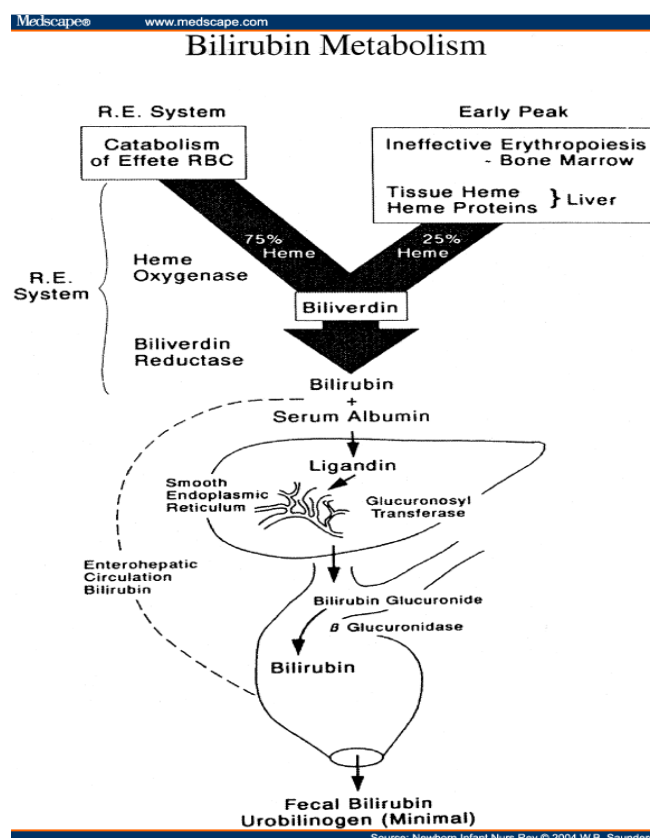 Medscape® www.medscape.com
Bilirubin Metabolism
R.E. System
Early Peak
Catabolism
of Effete RBC
Ineffective Erythropoiesis
- Bone Marrow
Tissue Heme
Heme Proteins } Liver
75%
Heme
25%
Heme
R.E.
System
Heme
Oxygenase
Biliverdin
Biliverdin
Reductase
Bilirubin
+
Serum Albumin
Ligandin
Smooth
Endoplasmic
Reticulum
Glucuronosyl
Transferase
Enterohepatic
Circulation
Bilirubin
Bilirubin Glucuronide
β Glucuronidase
Bilirubin
Fecal Bilirubin
Urobilinogen (Minimal)
Source: Newborn Infant Nurs Rev © 2004 W.B. Saunders